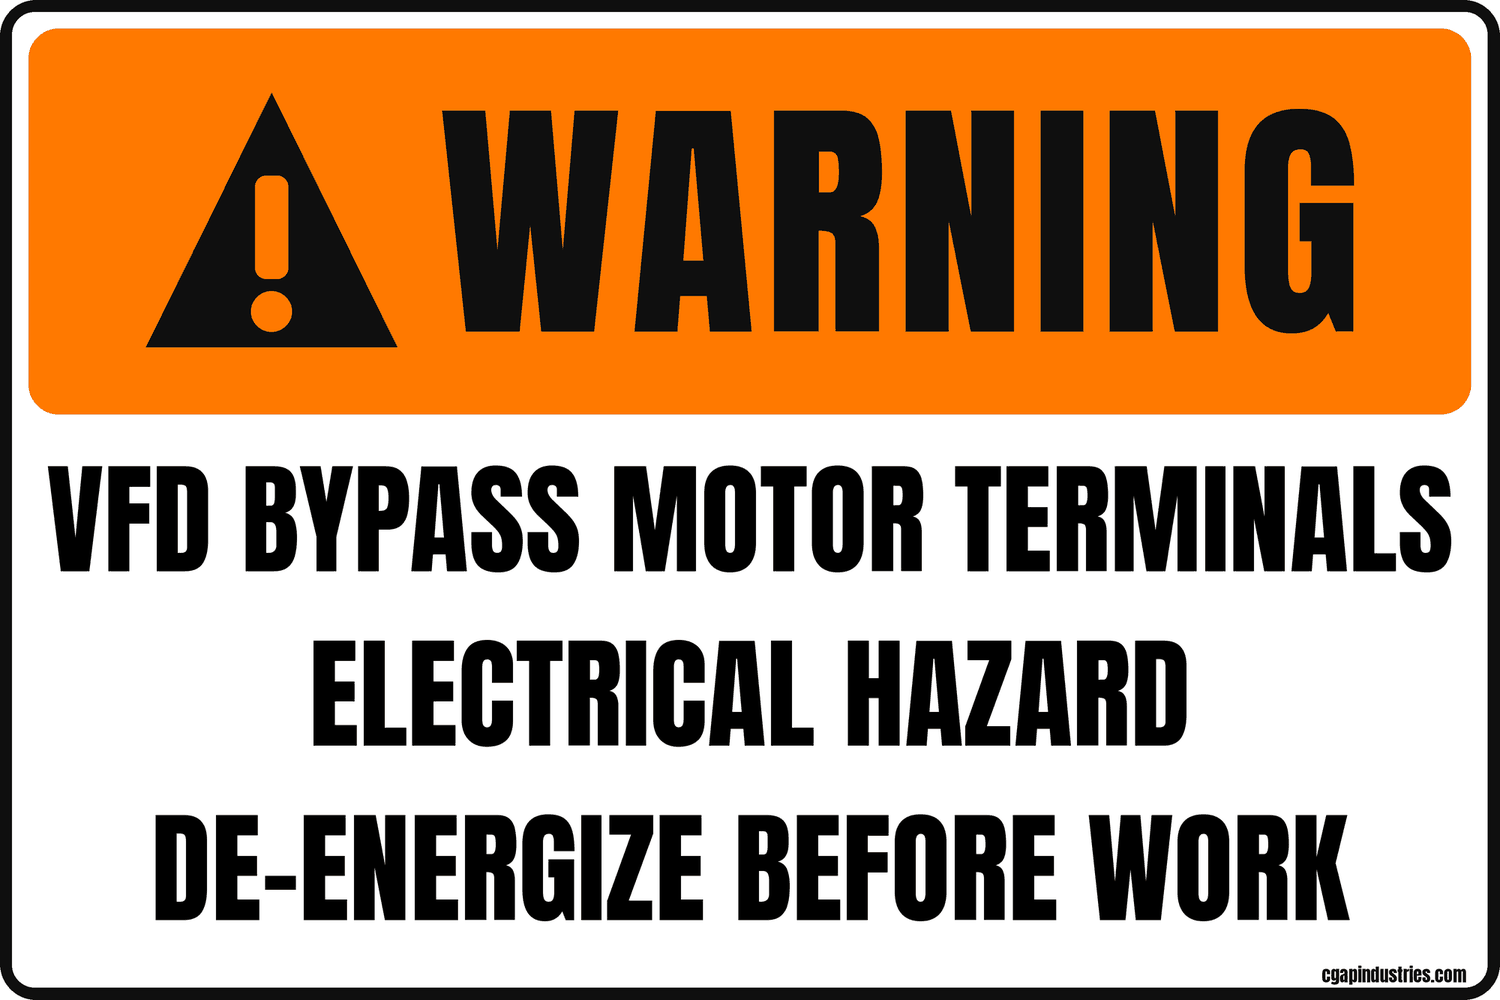 WARNING
VFD BYPASS MOTOR TERMINALS
ELECTRICAL HAZARD
DE-ENERGIZE BEFORE WORK
cgapindustries.com